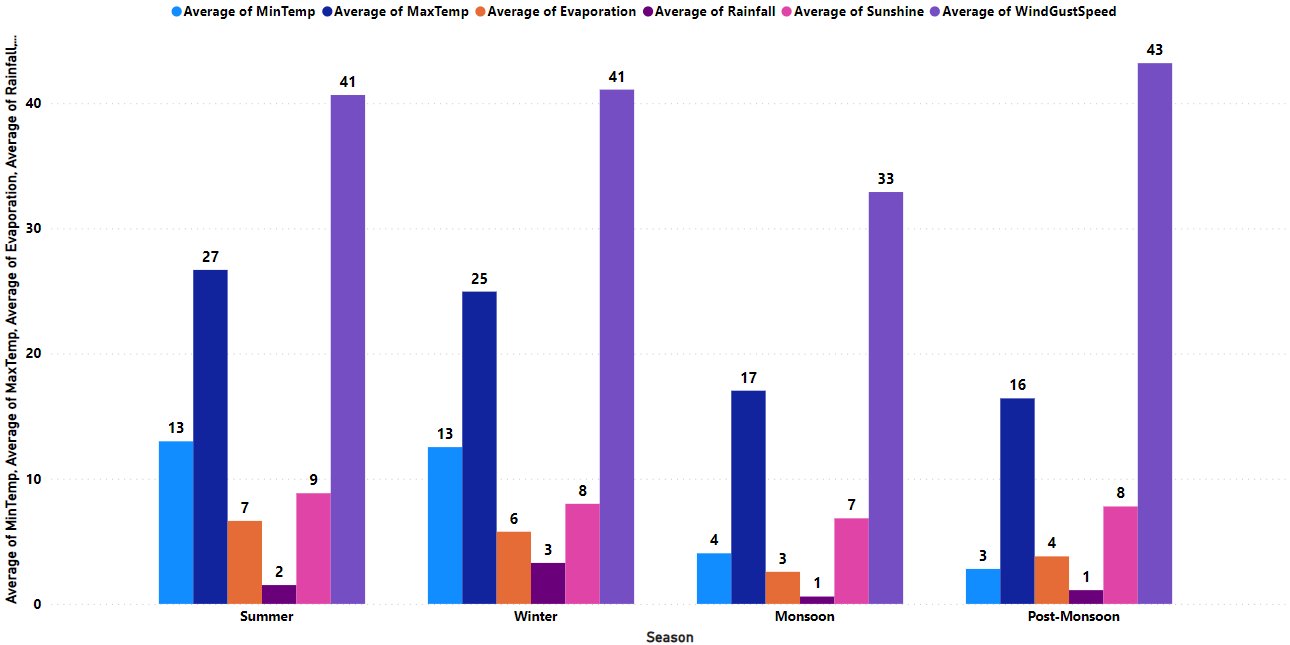 Average of MinTemp Average of MaxTemp Average of Evaporation Average of Rainfall Average of Sunshine Average of WindGustSpeed
Average of MinTemp, Average of MaxTemp, Average of Evaporation, Average of Rainfall,...
40
30
20
10
0
13 27 7 2 9 41
13 25 6 3 8 41
4 17 3 1 7 33
3 16 4 1 8 43
Summer Winter Monsoon Post-Monsoon
Season